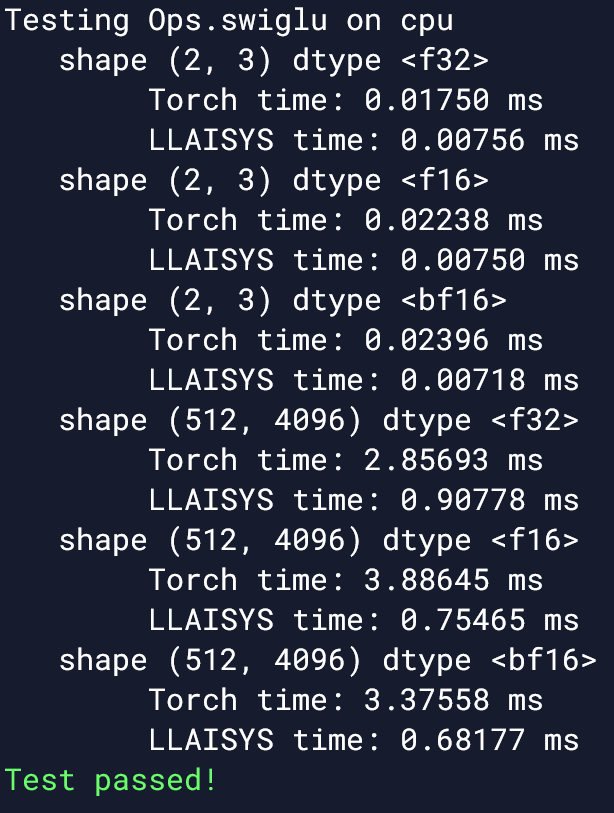 Testing Ops.swiglu on cpu
shape (2, 3) dtype <f32>
Torch time: 0.01750 ms
LLAISYS time: 0.00756 ms
shape (2, 3) dtype <f16>
Torch time: 0.02238 ms
LLAISYS time: 0.00750 ms
shape (2, 3) dtype <bf16>
Torch time: 0.02396 ms
LLAISYS time: 0.00718 ms
shape (512, 4096) dtype <f32>
Torch time: 2.85693 ms
LLAISYS time: 0.90778 ms
shape (512, 4096) dtype <f16>
Torch time: 3.88645 ms
LLAISYS time: 0.75465 ms
shape (512, 4096) dtype <bf16>
Torch time: 3.37558 ms
LLAISYS time: 0.68177 ms
Test passed!